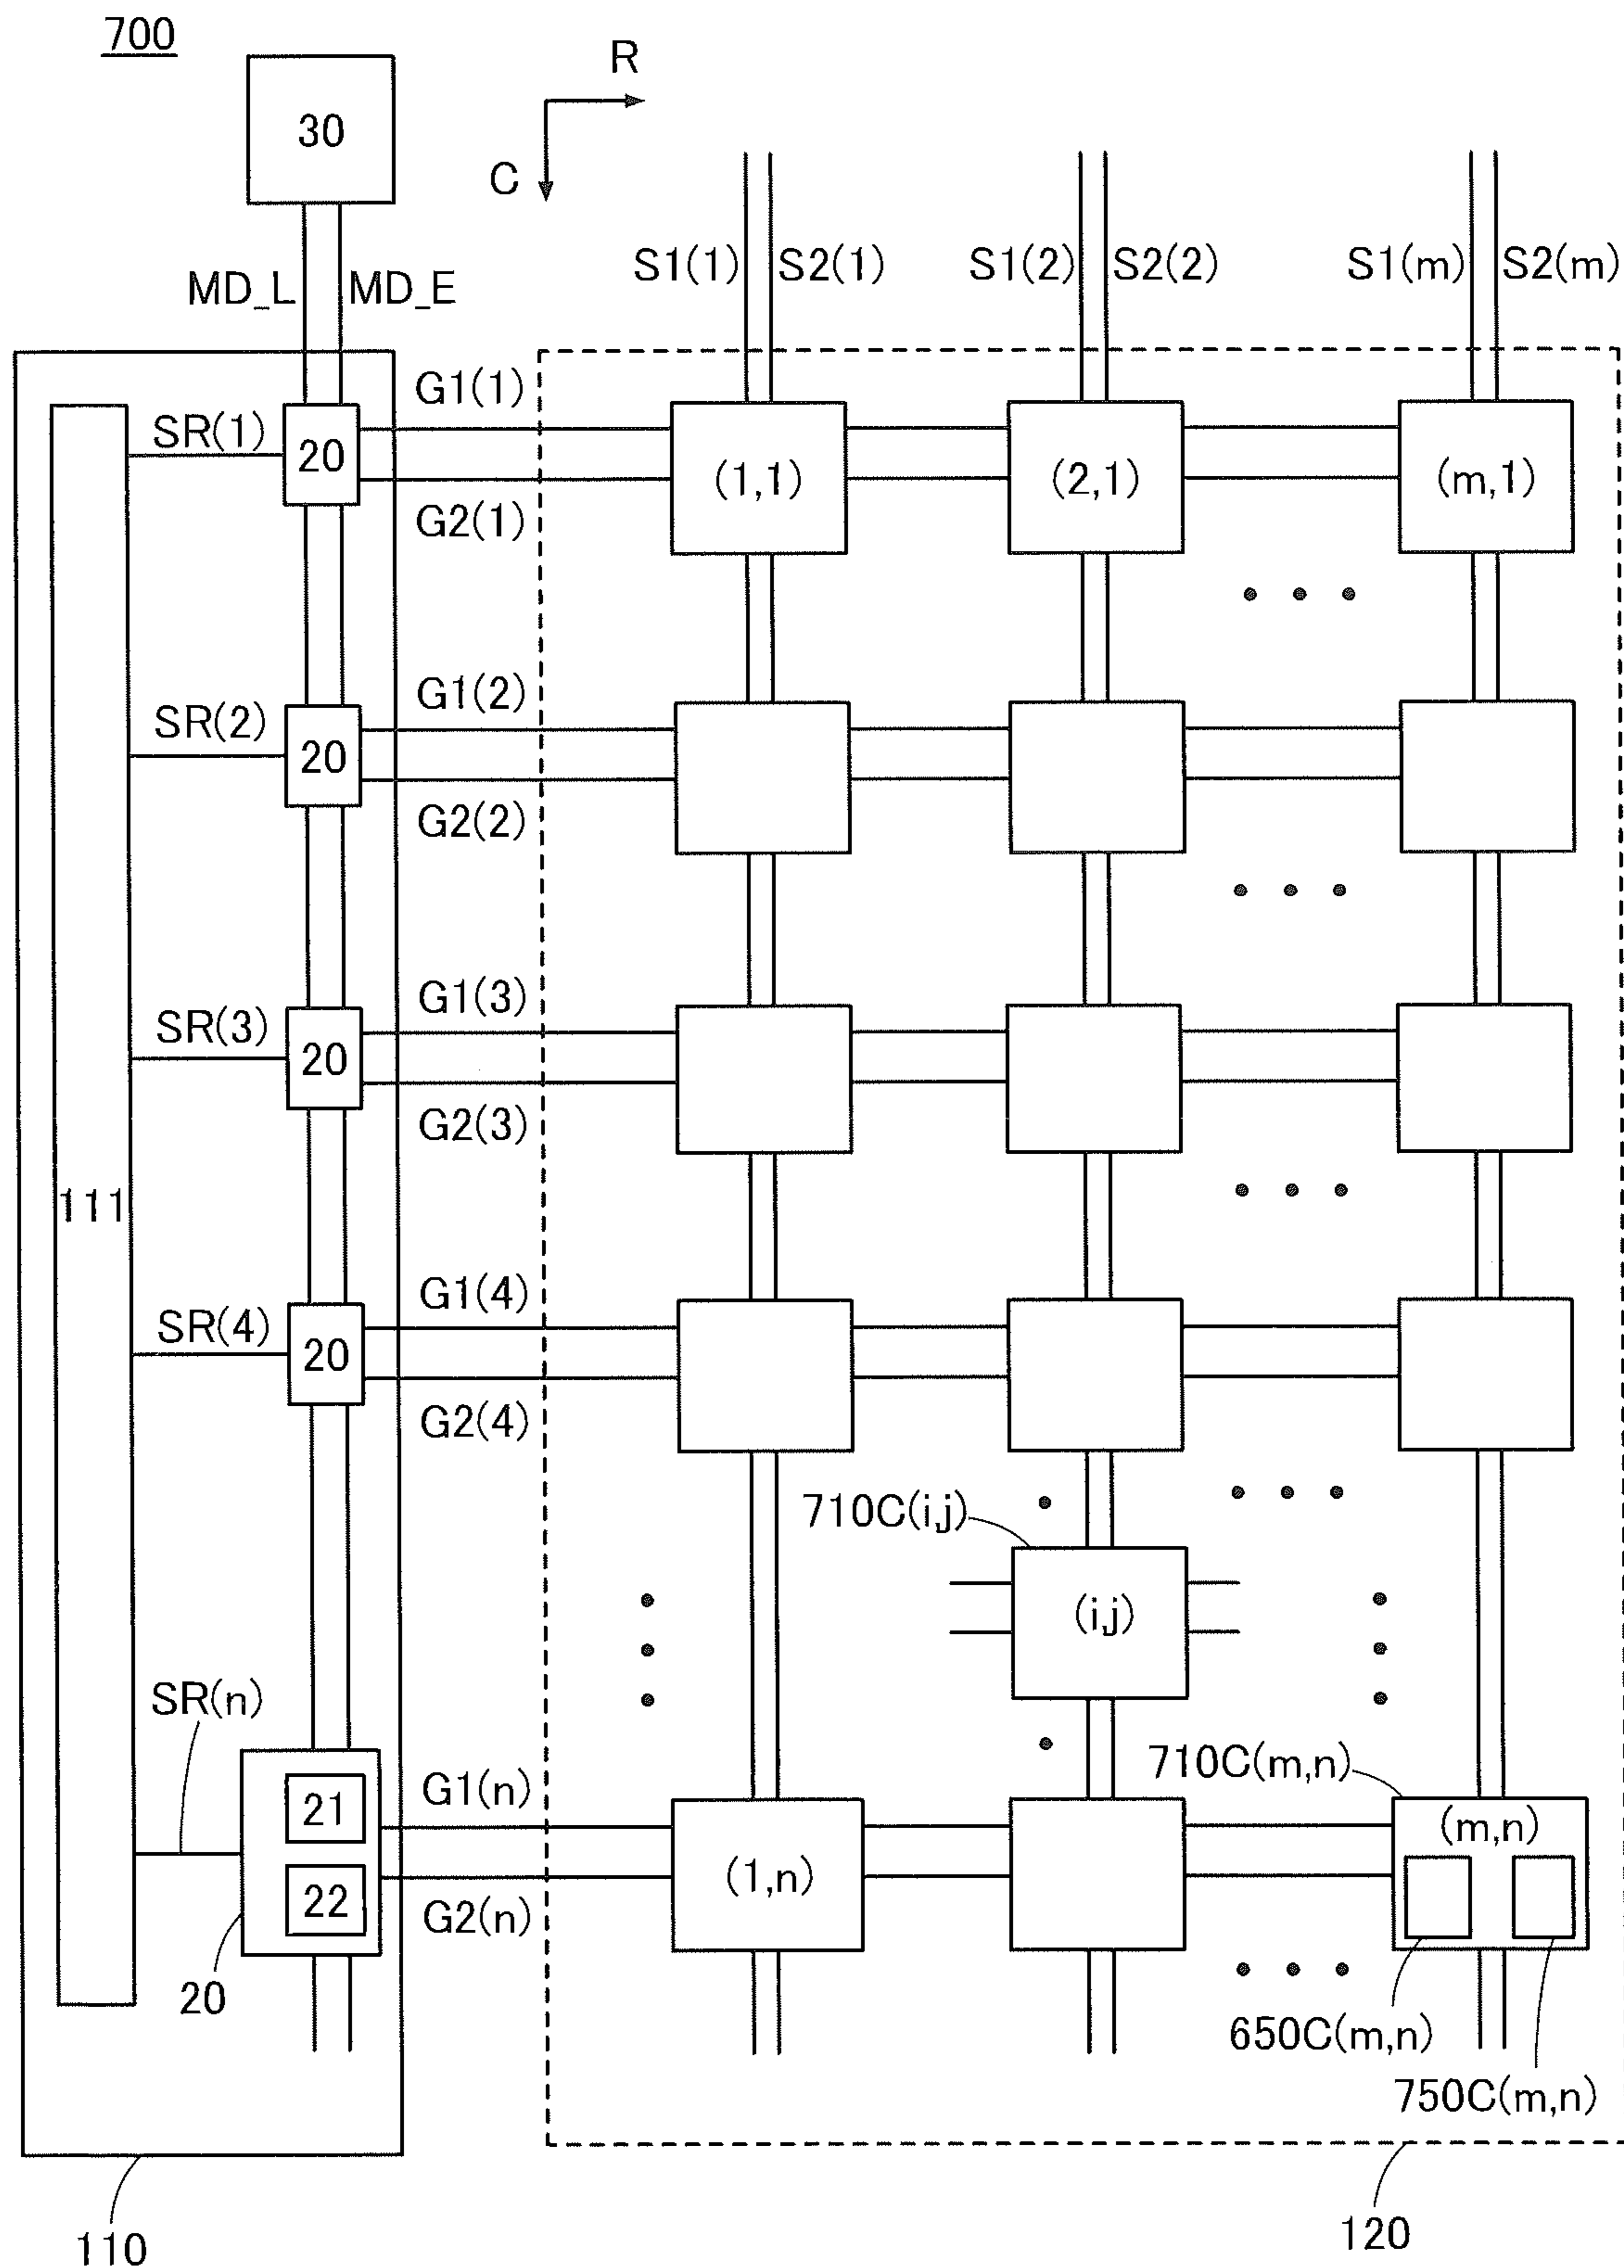 700
30
R
C
MD_L
MD_E
S1(1)
S2(1)
S1(2)
S2(2)
S1(m)
S2(m)
SR(1)
20
G1(1)
G2(1)
(1,1)
(2,1)
(m,1)
SR(2)
20
G1(2)
G2(2)
SR(3)
20
G1(3)
G2(3)
111
SR(4)
20
G1(4)
G2(4)
710C(i,j)
(i,j)
SR(n)
21
22
20
G1(n)
G2(n)
(1,n)
710C(m,n)
(m,n)
650C(m,n)
750C(m,n)
110
120